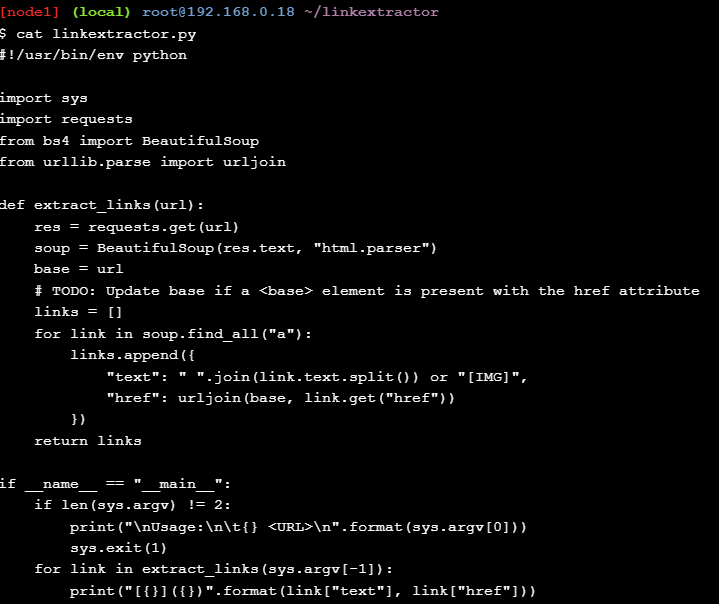 [node1] (local) root@192.168.0.18 ~/linkextractor
$ cat linkextractor.py
#!/usr/bin/env python

import sys
import requests
from bs4 import BeautifulSoup
from urllib.parse import urljoin

def extract_links(url):
    res = requests.get(url)
    soup = BeautifulSoup(res.text, "html.parser")
    base = url
    # TODO: Update base if a <base> element is present with the href attribute
    links = []
    for link in soup.find_all("a"):
        links.append({
            "text": " ".join(link.text.split()) or "[IMG]",
            "href": urljoin(base, link.get("href"))
        })
    return links

if __name__ == "__main__":
    if len(sys.argv) != 2:
        print("\nUsage:\n\t{} <URL>\n".format(sys.argv[0]))
        sys.exit(1)
    for link in extract_links(sys.argv[-1]):
        print("[{}]({})".format(link["text"], link["href"]))